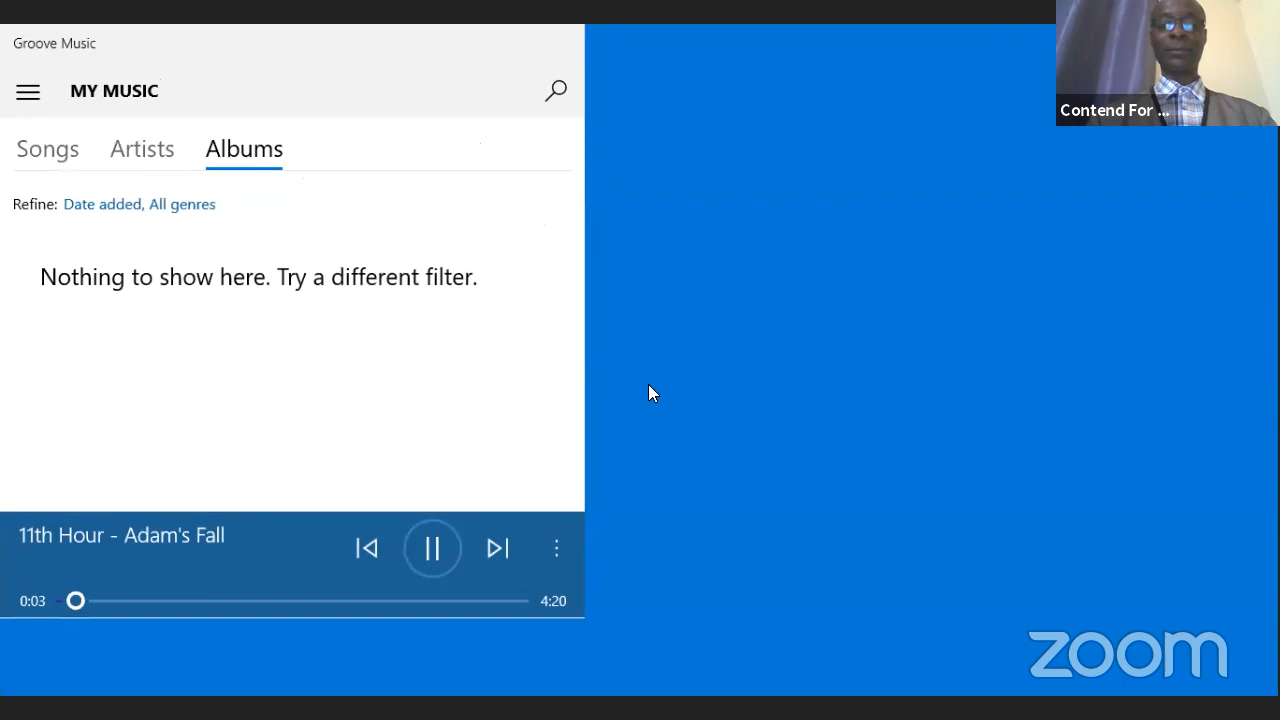 Groove Music
MY MUSIC
Songs Artists Albums
Refine: Date added, All genres
Nothing to show here. Try a different filter.
11th Hour - Adam's Fall
0:03 4:20
Contend For ...
zoom